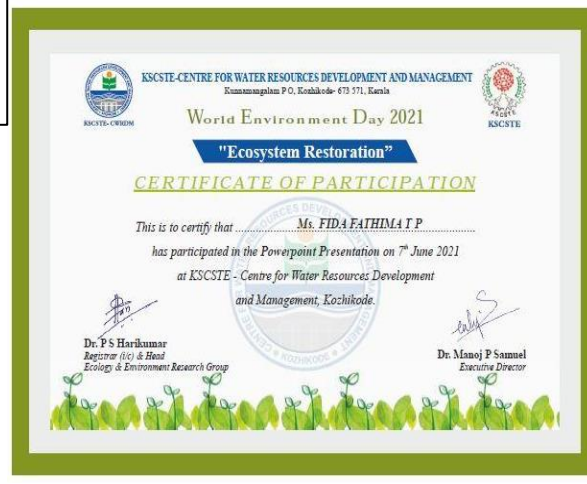 KSCSTE-CENTRE FOR WATER RESOURCES DEVELOPMENT AND MANAGEMENT
Kunnamangalam P O, Kozhikode- 673 571, Kerala
KSCSTE- CWRDM
World Environment Day 2021
KSCSTE
"Ecosystem Restoration”
CERTIFICATE OF PARTICIPATION
This is to certify that ..........Ms. FIDA FATHIMA T P..........
has participated in the Powerpoint Presentation on 7th June 2021
at KSCSTE - Centre for Water Resources Development
and Management, Kozhikode.
Dr. P S Harikumar
Registrar (i/c) & Head
Ecology & Environment Research Group
Dr. Manoj P Samuel
Executive Director